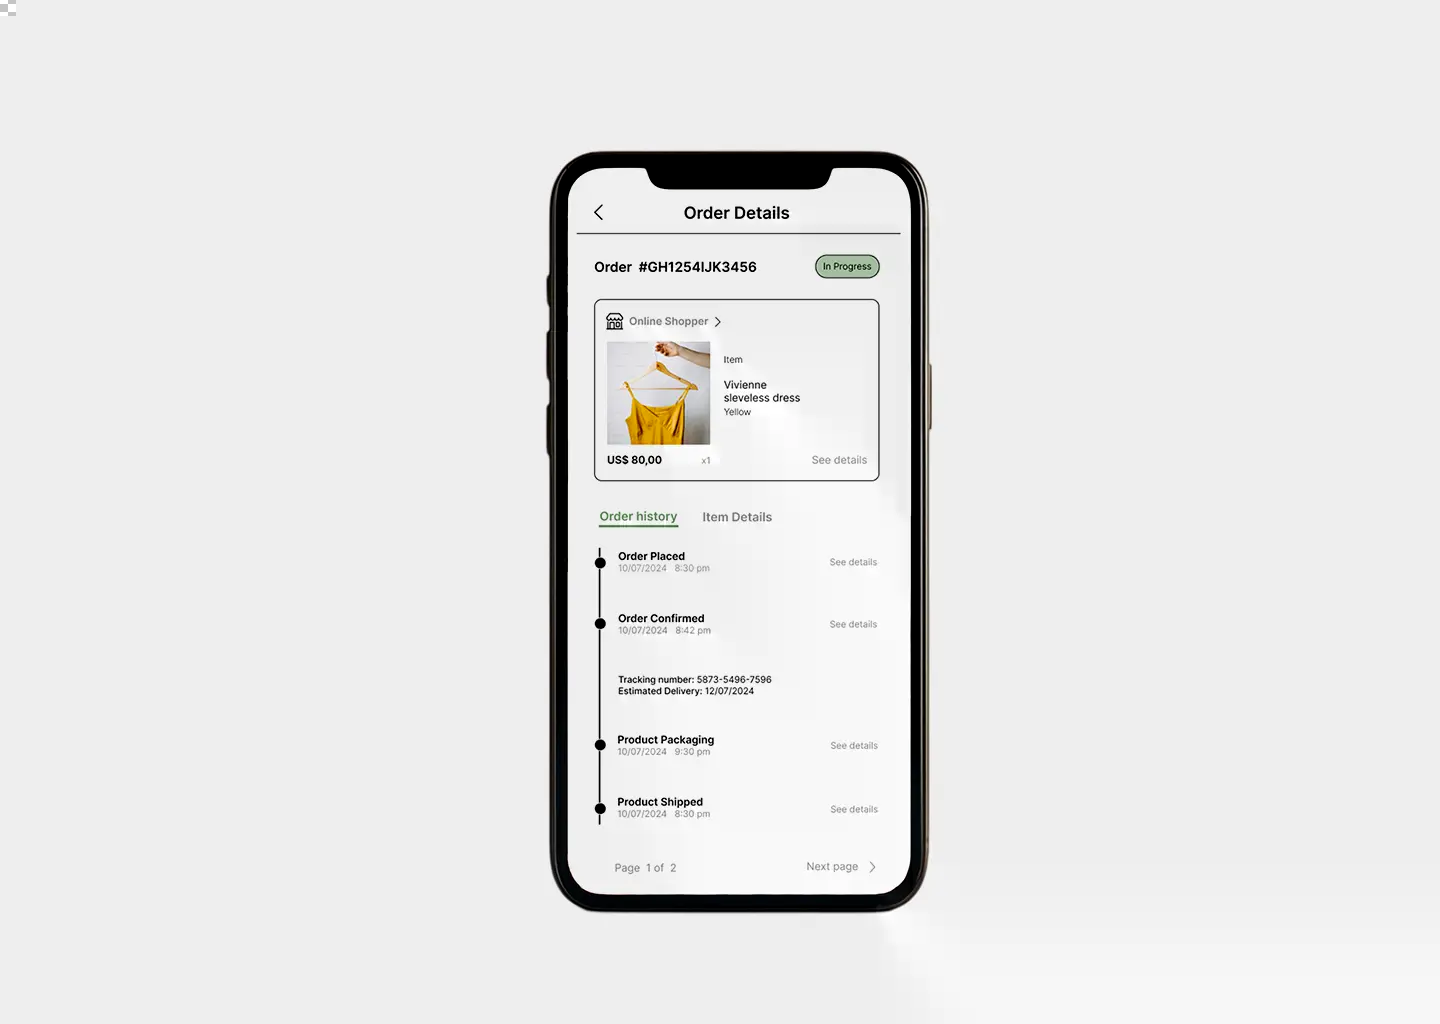 Order Details
Order #GH1254IJK3456
In Progress
Online Shopper
Item
Vivienne
sleveless dress
Yellow
US$ 80,00
x1
See details
Order history
Item Details
Order Placed
See details
10/07/2024 8:30 pm
Order Confirmed
See details
10/07/2024 8:42 pm
Tracking number: 5873-5496-7596
Estimated Delivery: 12/07/2024
Product Packaging
See details
10/07/2024 9:30 pm
Product Shipped
See details
10/07/2024 8:30 pm
Page 1 of 2
Next page